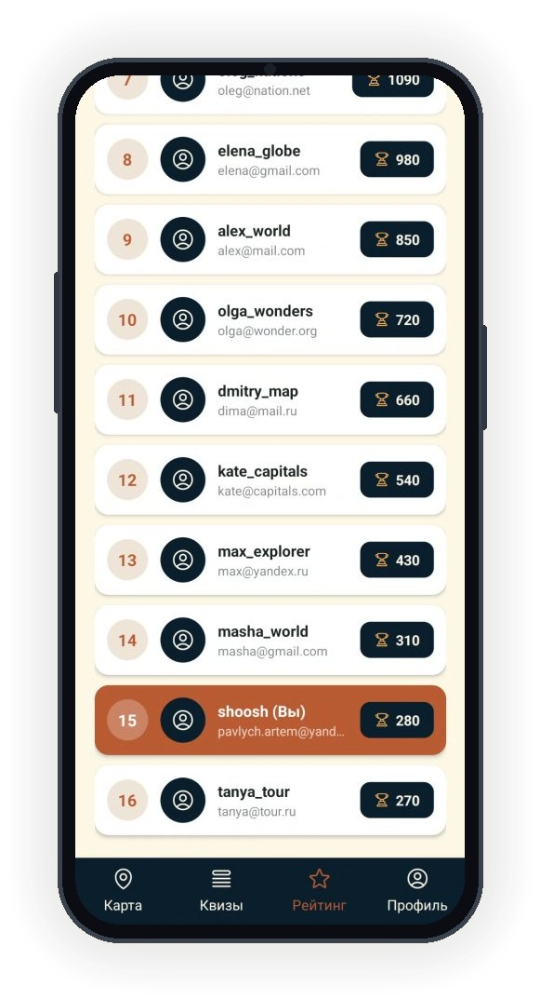 7
oleg@nation.net
1090
8
elena_globe
elena@gmail.com
980
9
alex_world
alex@mail.com
850
10
olga_wonders
olga@wonder.org
720
11
dmitry_map
dima@mail.ru
660
12
kate_capitals
kate@capitals.com
540
13
max_explorer
max@yandex.ru
430
14
masha_world
masha@gmail.com
310
15
shoosh (Вы)
pavlych.artem@yand...
280
16
tanya_tour
tanya@tour.ru
270
Карта
Квизы
Рейтинг
Профиль